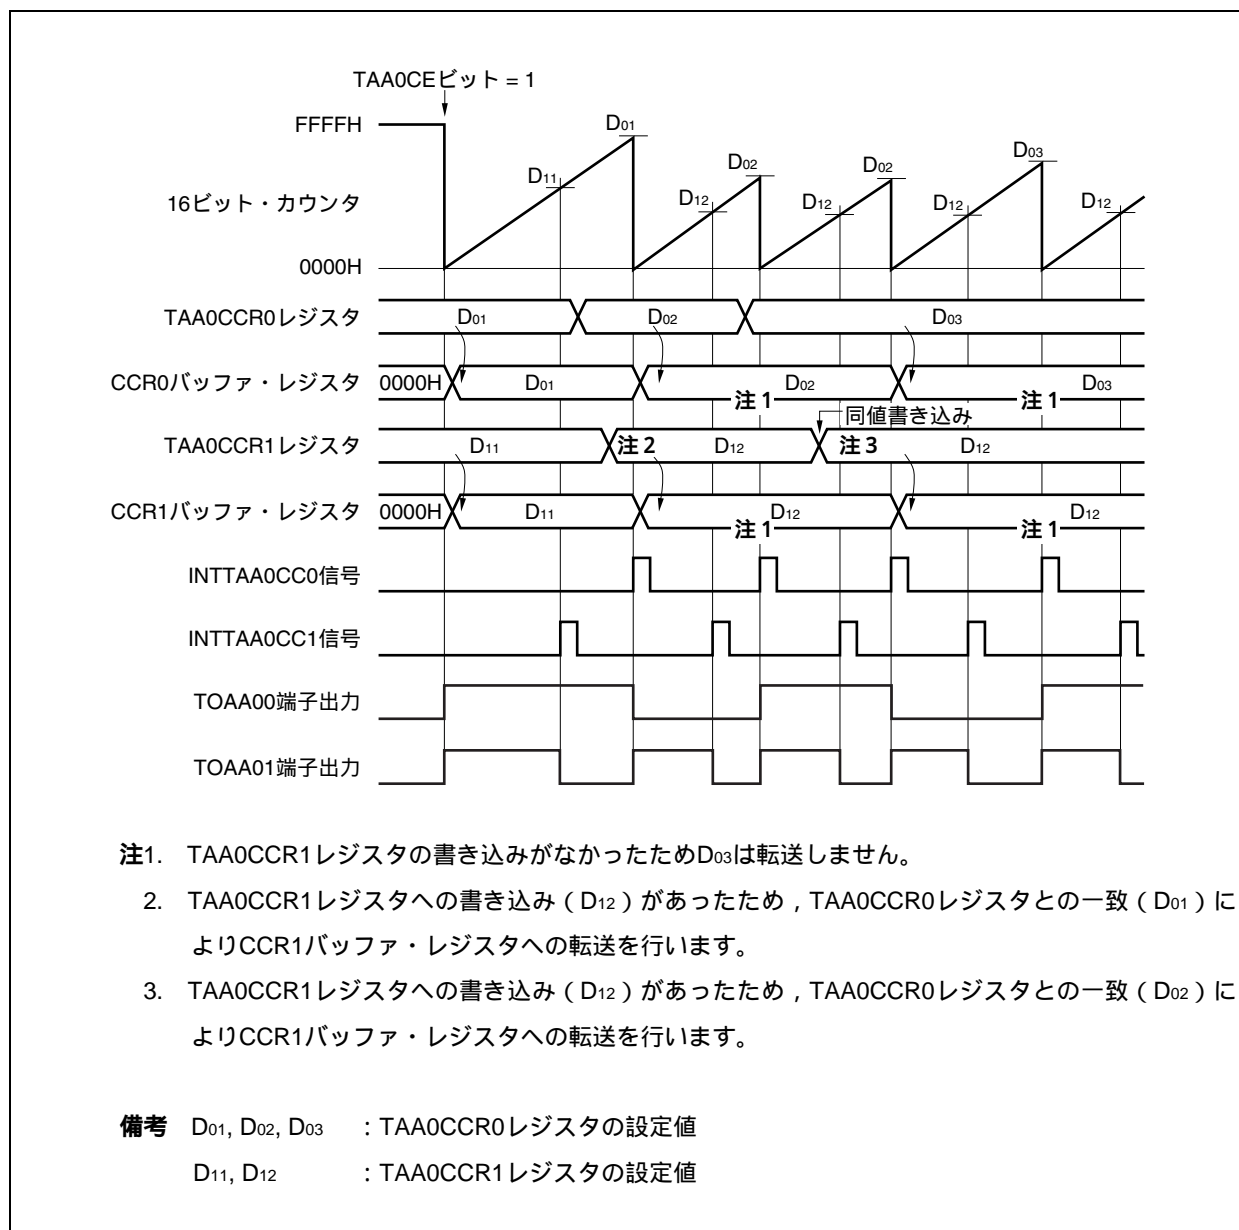 TAA0CEビット = 1
FFFFH
D01
D11
D02
D12
D02
D12
D03
D12
D12
16ビット・カウンタ
0000H
TAA0CCR0レジスタ
D01
D02
D03
CCR0バッファ・レジスタ
0000H
D01
D02
D03
注1
注1
同値書き込み
TAA0CCR1レジスタ
D11
注2
D12
注3
D12
CCR1バッファ・レジスタ
0000H
D11
D12
D12
注1
注1
INTTAA0CC0信号
INTTAA0CC1信号
TOAA00端子出力
TOAA01端子出力
注1. TAA0CCR1レジスタの書き込みがなかったためD03は転送しません。
2. TAA0CCR1レジスタへの書き込み（D12）があったため，TAA0CCR0レジスタとの一致（D01）に
よりCCR1バッファ・レジスタへの転送を行います。
3. TAA0CCR1レジスタへの書き込み（D12）があったため，TAA0CCR0レジスタとの一致（D02）に
よりCCR1バッファ・レジスタへの転送を行います。
備考 D01, D02, D03 : TAA0CCR0レジスタの設定値
D11, D12 : TAA0CCR1レジスタの設定値